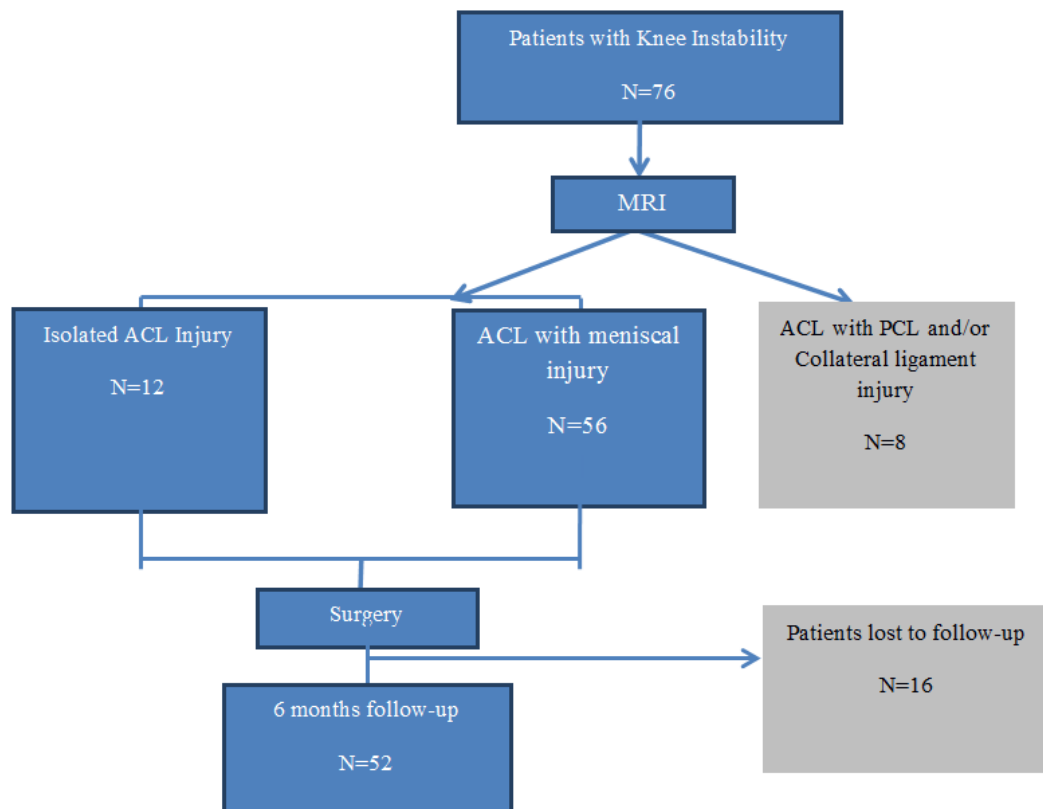 Patients with Knee Instability
N=76
MRI
Isolated ACL Injury
N=12
ACL with meniscal
injury
N=56
ACL with PCL and/or
Collateral ligament
injury
N=8
Surgery
Patients lost to follow-up
N=16
6 months follow-up
N=52